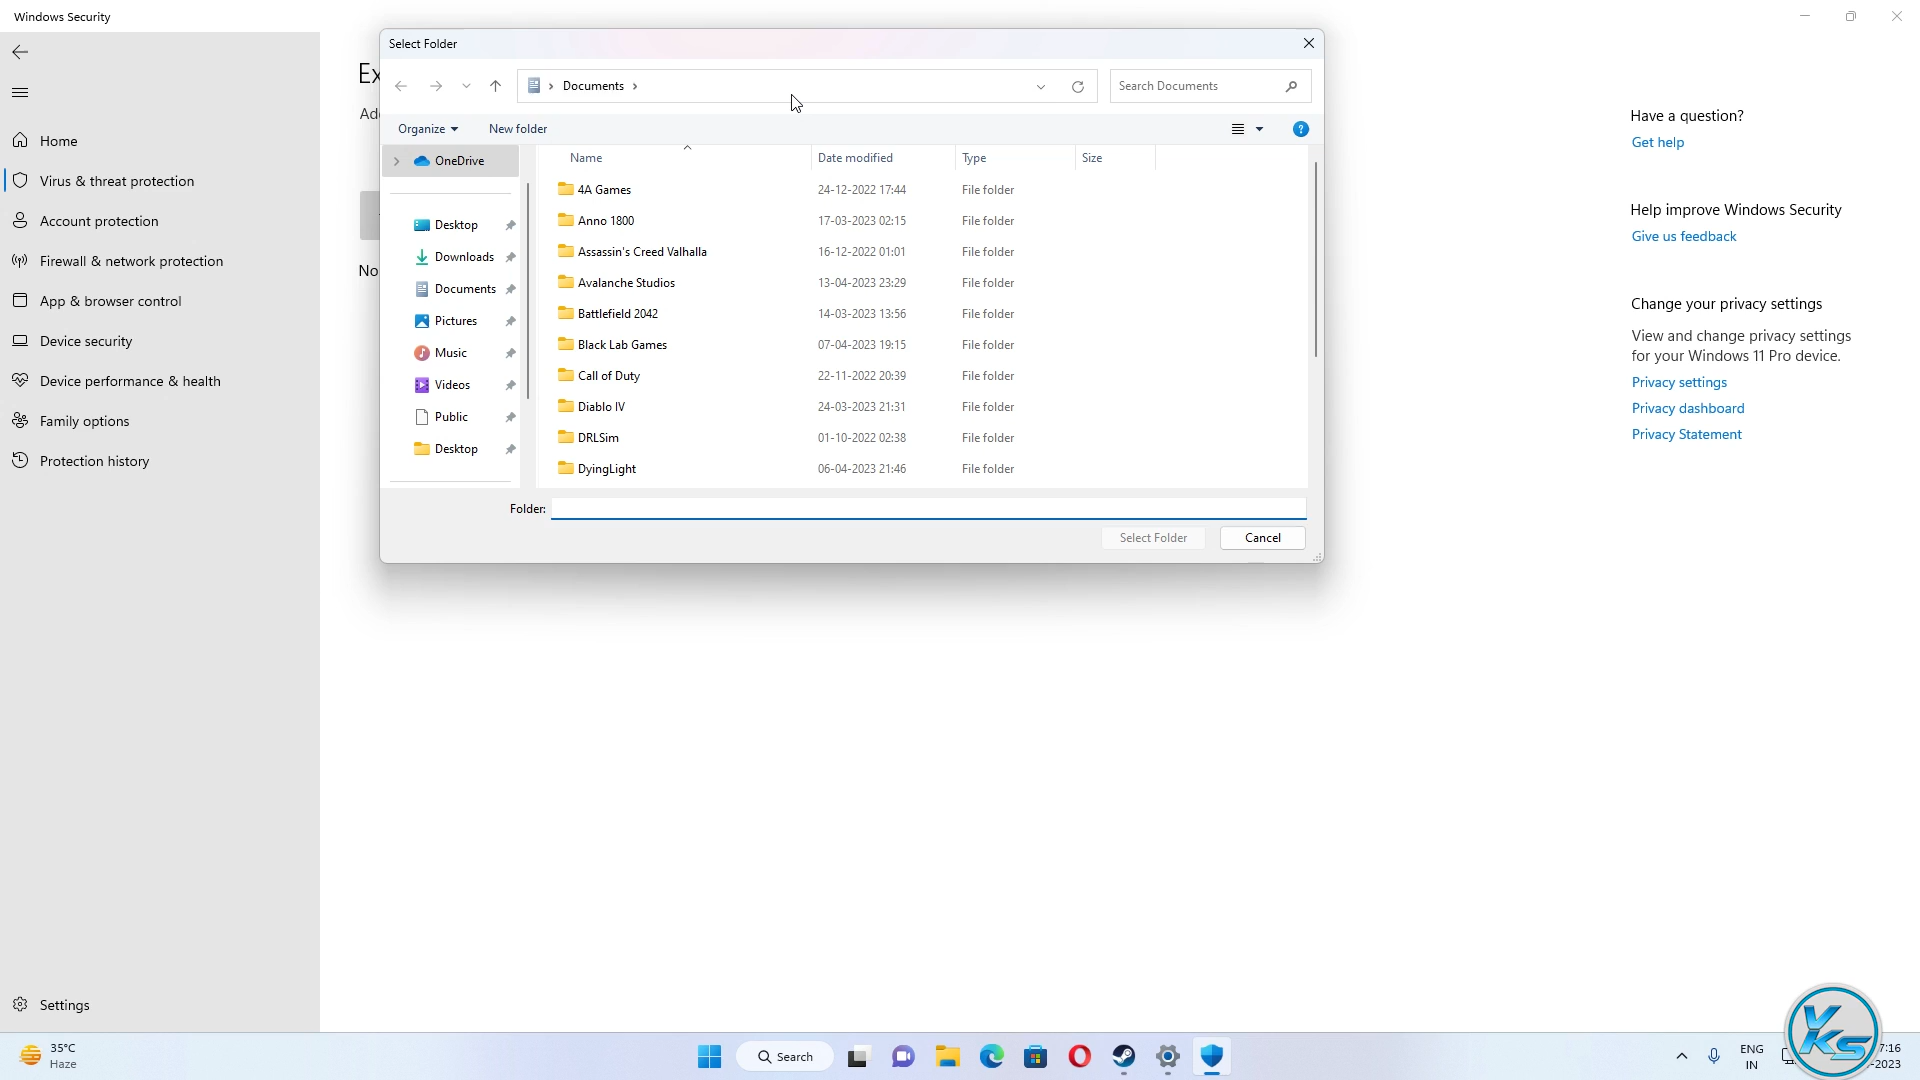 Windows Security
Select Folder
Ex
Documents
Search Documents
Ad
Organize
New folder
Home
Virus & threat protection
Account protection
Firewall & network protection
App & browser control
Device security
Device performance & health
Family options
Protection history
Settings
No
OneDrive
Desktop
Downloads
Documents
Pictures
Music
Videos
Public
Desktop
Name Date modified Type Size
4A Games 24-12-2022 17:44 File folder
Anno 1800 17-03-2023 02:15 File folder
Assassin's Creed Valhalla 16-12-2022 01:01 File folder
Avalanche Studios 13-04-2022 23:29 File folder
Battlefield 2042 14-03-2023 13:56 File folder
Black Lab Games 07-04-2023 19:15 File folder
Call of Duty 22-11-2022 20:39 File folder
Diablo IV 24-03-2023 21:31 File folder
DRLSim 01-10-2022 02:38 File folder
DyingLight 06-04-2023 21:46 File folder
Folder:
Select Folder
Cancel
Have a question?
Get help
Help improve Windows Security
Give us feedback
Change your privacy settings
View and change privacy settings
for your Windows 11 Pro device.
Privacy settings
Privacy dashboard
Privacy Statement
35°C
Haze
Search
ENG
IN
7:16
-2023
YKS